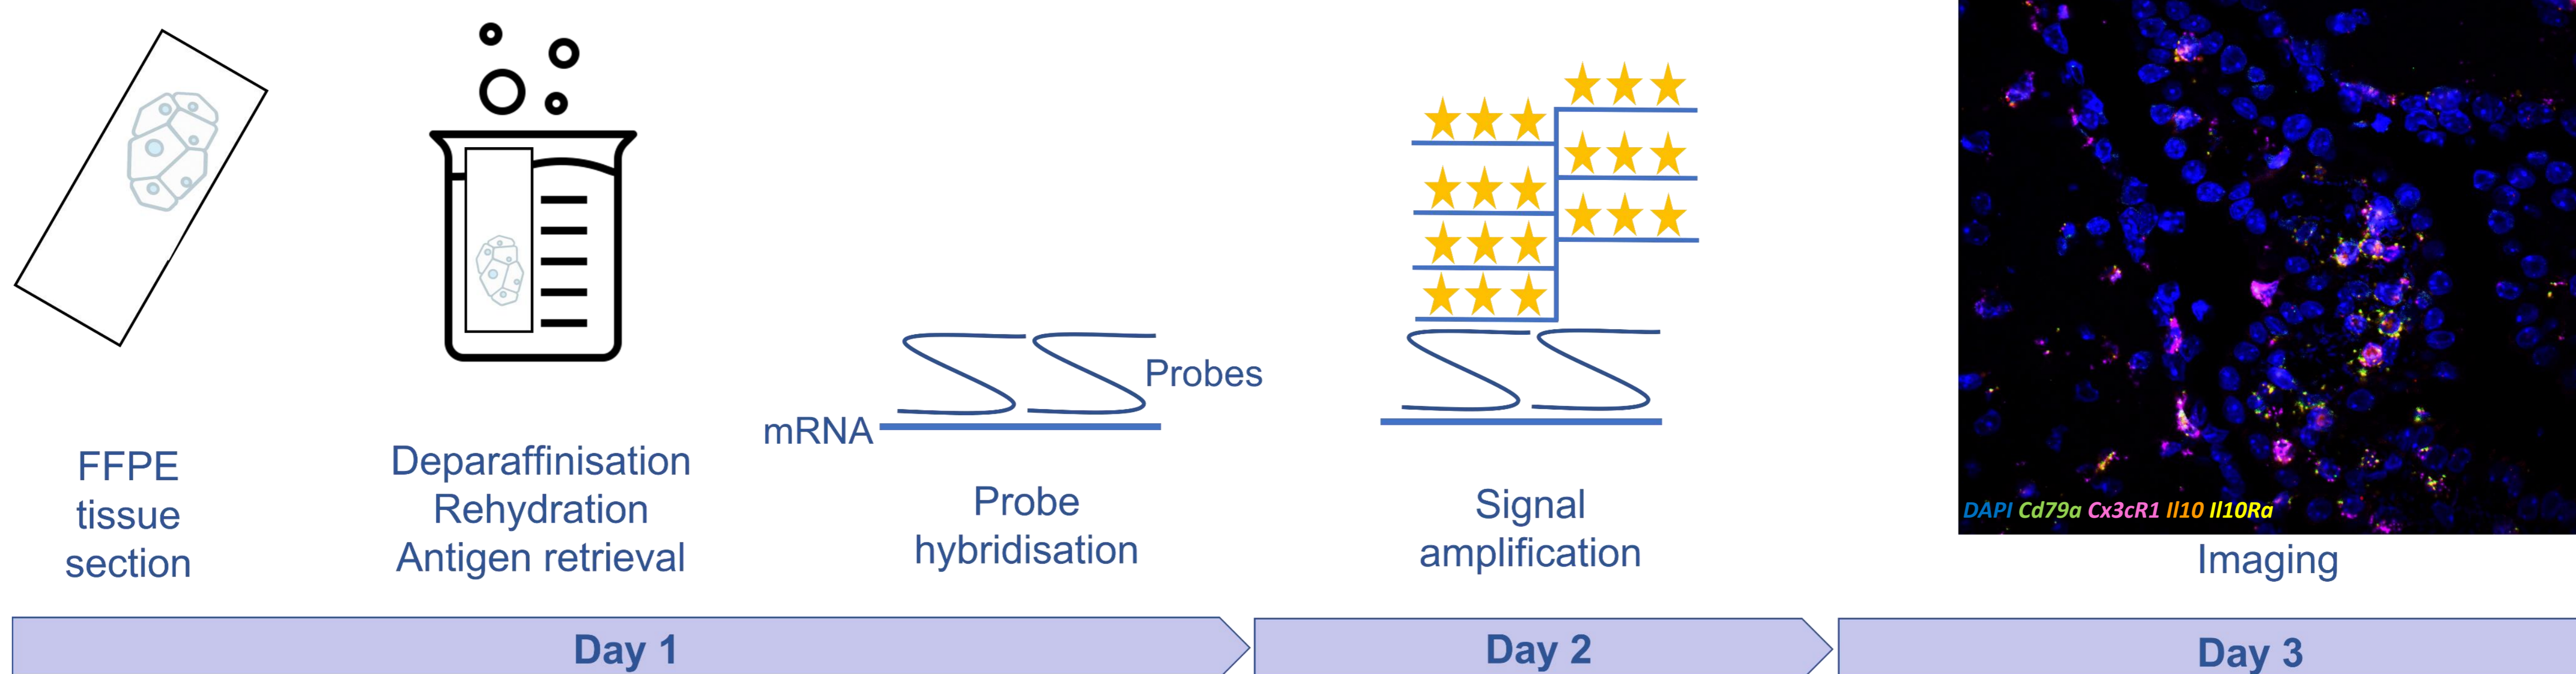 FFPE
tissue
section
Deparaffinisation
Rehydration
Antigen retrieval
mRNA
Probes
Probe
hybridisation
Signal
amplification
DAPI Cd79a Cx3cR1 Il10 Il10Ra
Imaging
Day 1
Day 2
Day 3